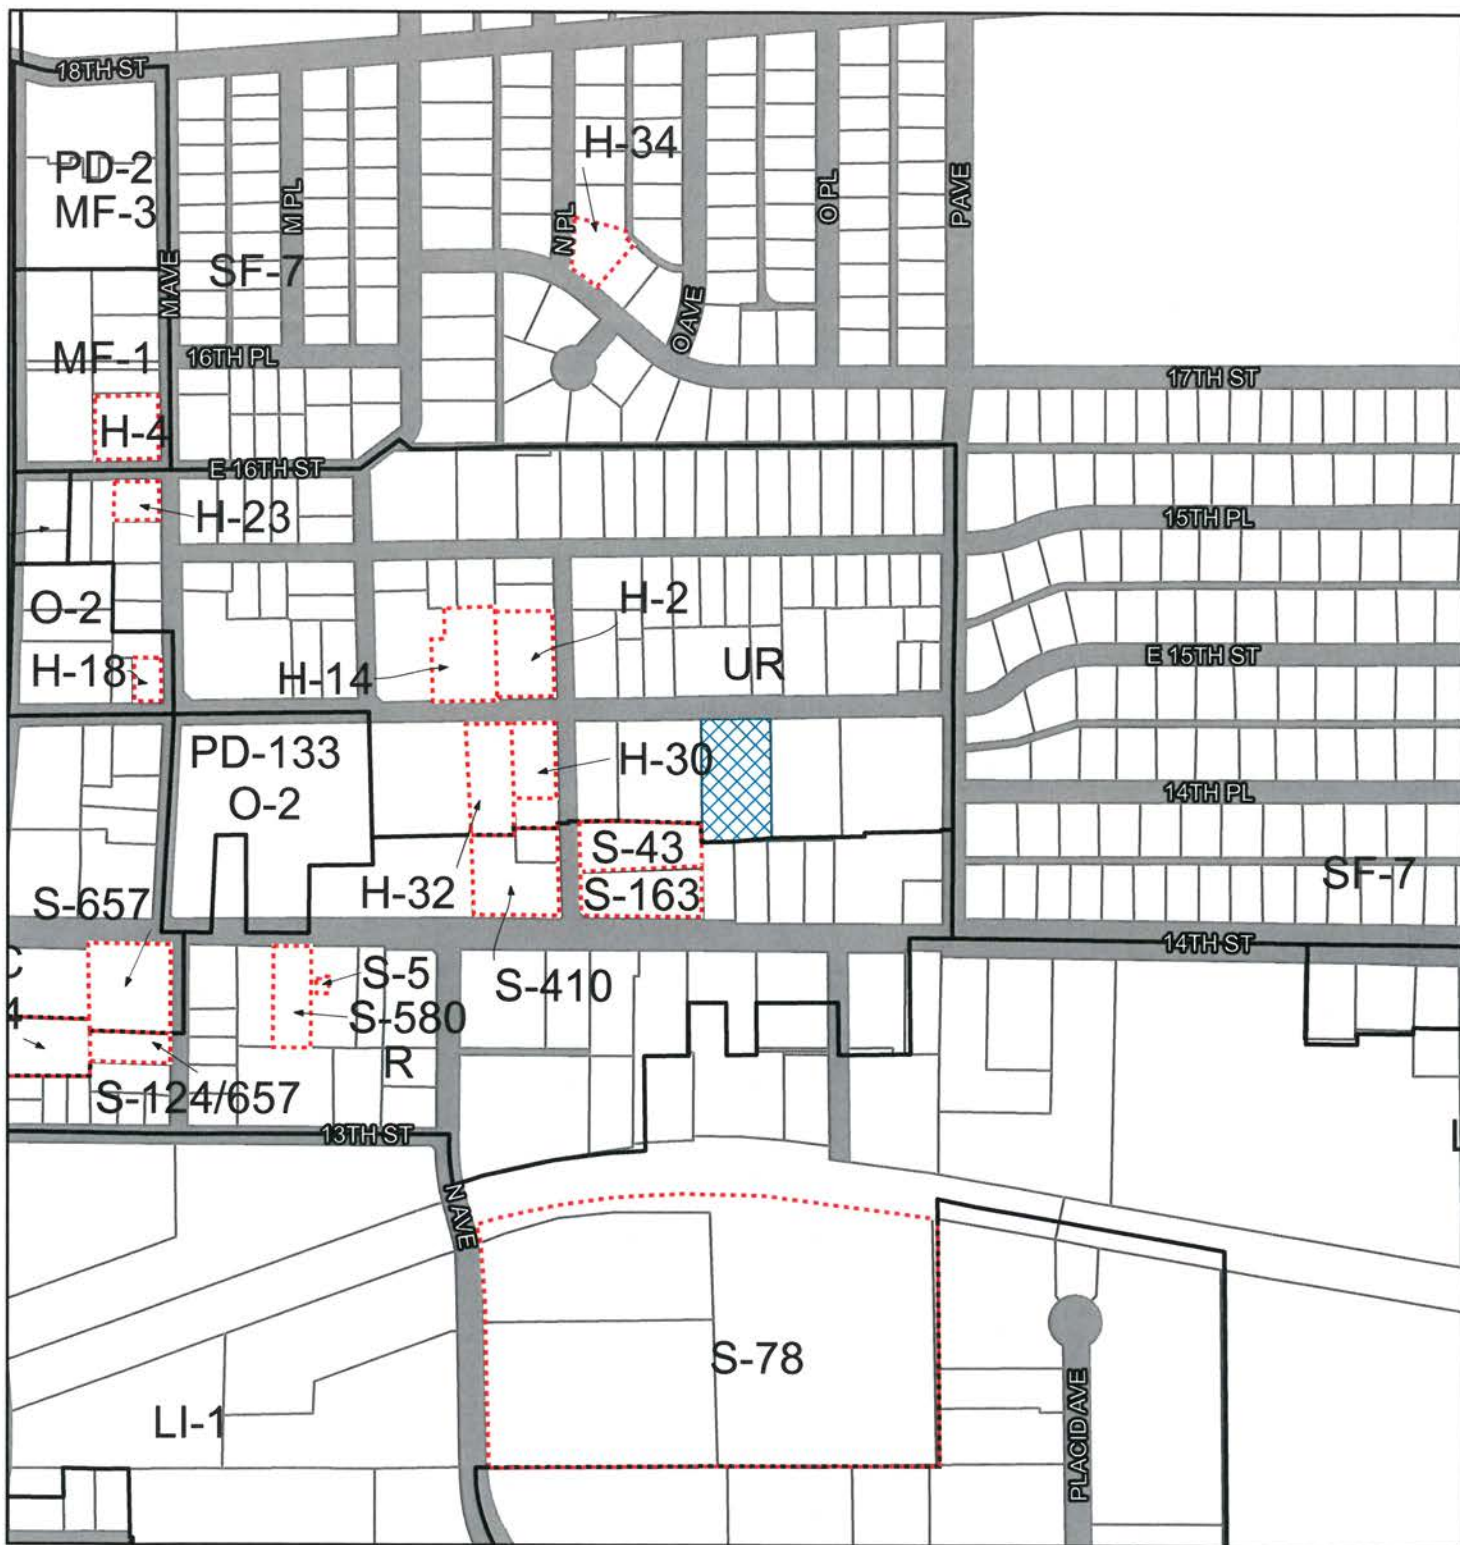 18TH ST
PD-2
MF-3
H-34
M PL
N PL
O PL
P AVE
SF-7
M AVE
O AVE
16TH PL
MF-1
17TH ST
H-4
E 16TH ST
H-23
15TH PL
O-2
H-2
H-18
H-14
UR
E 15TH ST
PD-133
O-2
H-30
14TH PL
S-43
S-163
H-32
SF-7
S-657
14TH ST
C
4
S-5
S-410
S-580
R
S-124/657
13TH ST
N AVE
S-78
LI-1
PLACID AVE